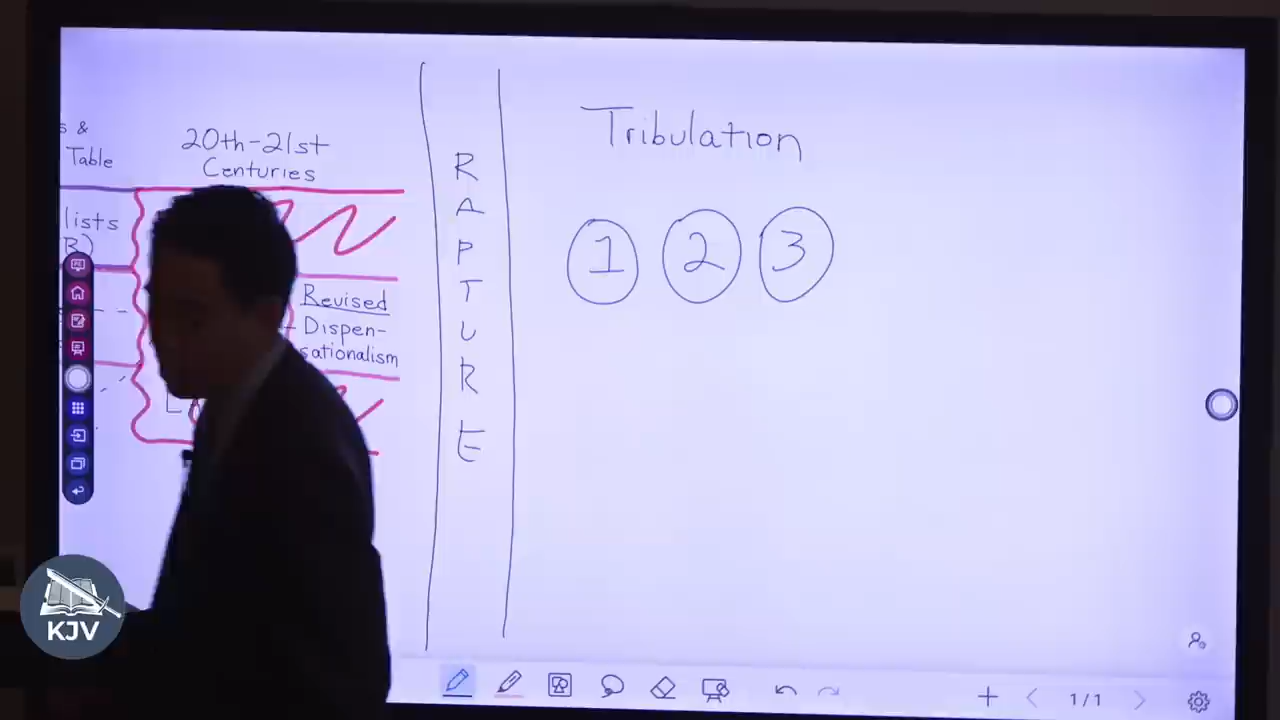 s &
Table
20th-21st
Centuries
lists
R)
Revised
Dispen-
sationalism
L
R
A
P
T
U
R
E
Tribulation
1 2 3
KJV
1/1